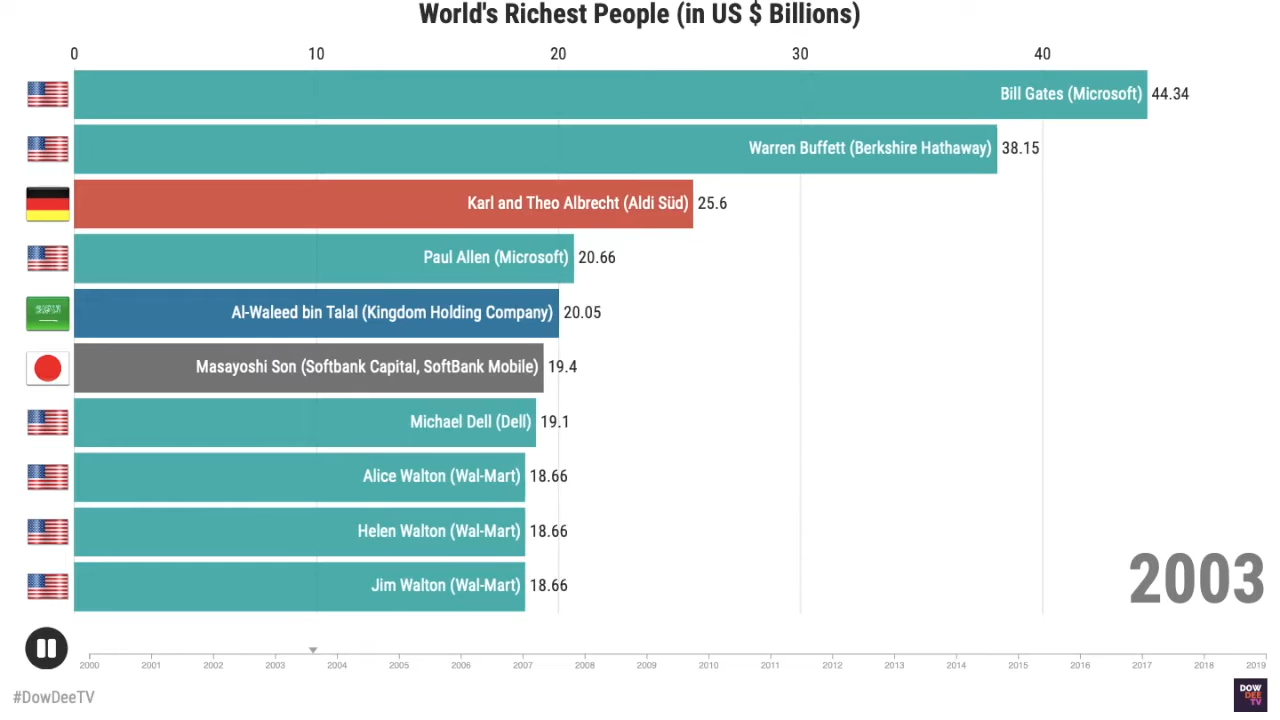 World's Richest People (in US $ Billions)
0 10 20 30 40
Bill Gates (Microsoft) 44.34
Warren Buffett (Berkshire Hathaway) 38.15
Karl and Theo Albrecht (Aldi Süd) 25.6
Paul Allen (Microsoft) 20.66
Al-Waleed bin Talal (Kingdom Holding Company) 20.05
Masayoshi Son (Softbank Capital, SoftBank Mobile) 19.4
Michael Dell (Dell) 19.1
Alice Walton (Wal-Mart) 18.66
Helen Walton (Wal-Mart) 18.66
Jim Walton (Wal-Mart) 18.66
2003
2000 2001 2002 2003 2004 2005 2006 2007 2008 2009 2010 2011 2012 2013 2014 2015 2016 2017 2018 2019
#DowDeeTV
DOW
DEE
TV